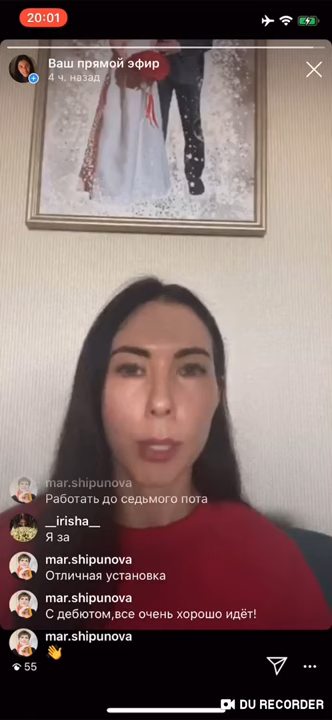 20:01
Ваш прямой эфир
4 ч. назад
mar.shipunova
Работать до седьмого пота
__irisha__
Я за
mar.shipunova
Отличная установка
mar.shipunova
С дебютом,все очень хорошо идёт!
mar.shipunova
👋
55
DU RECORDER